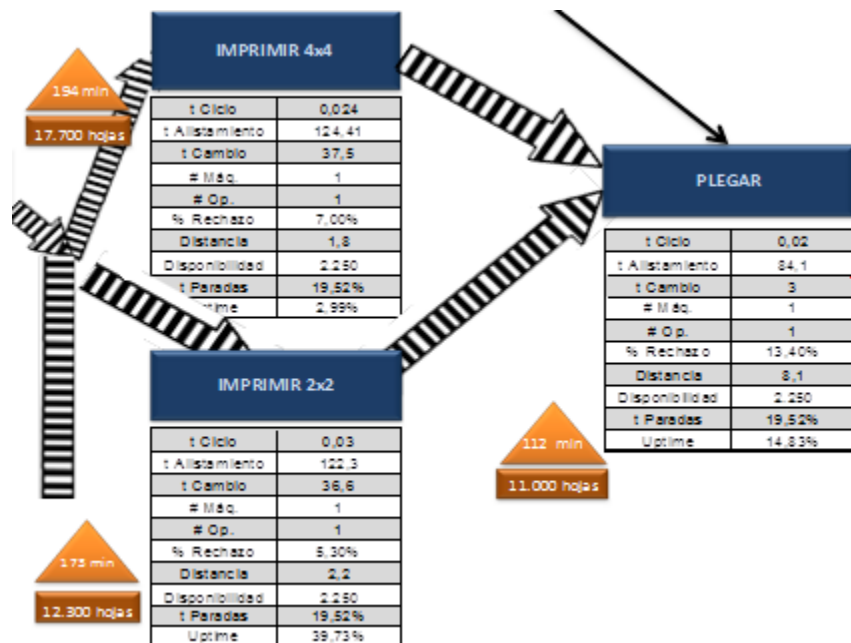 IMPRIMIR 4x4
194 min
17.700 hojas
t Ciclo 0,024
t Alistamiento 124,41
t Cambio 37,5
# Máq. 1
# Op. 1
% Rechazo 7,00%
Distancia 1,8
Disponibilidad 2.250
t Paradas 19,52%
2,99%
PLEGAR
t Ciclo 0,02
t Alistamiento 84,1
t Cambio 3
# Máq. 1
# Op. 1
% Rechazo 13,40%
Distancia 8,1
Disponibilidad 2.250
t Paradas 19,52%
Uptime 14,83%
112 min
11.000 hojas
IMPRIMIR 2x2
t Ciclo 0,03
t Alistamiento 122,3
t Cambio 36,6
# Máq. 1
# Op. 1
% Rechazo 5,30%
Distancia 2,2
Disponibilidad 2.250
t Paradas 19,52%
Uptime 39,73%
173 min
12.300 hojas